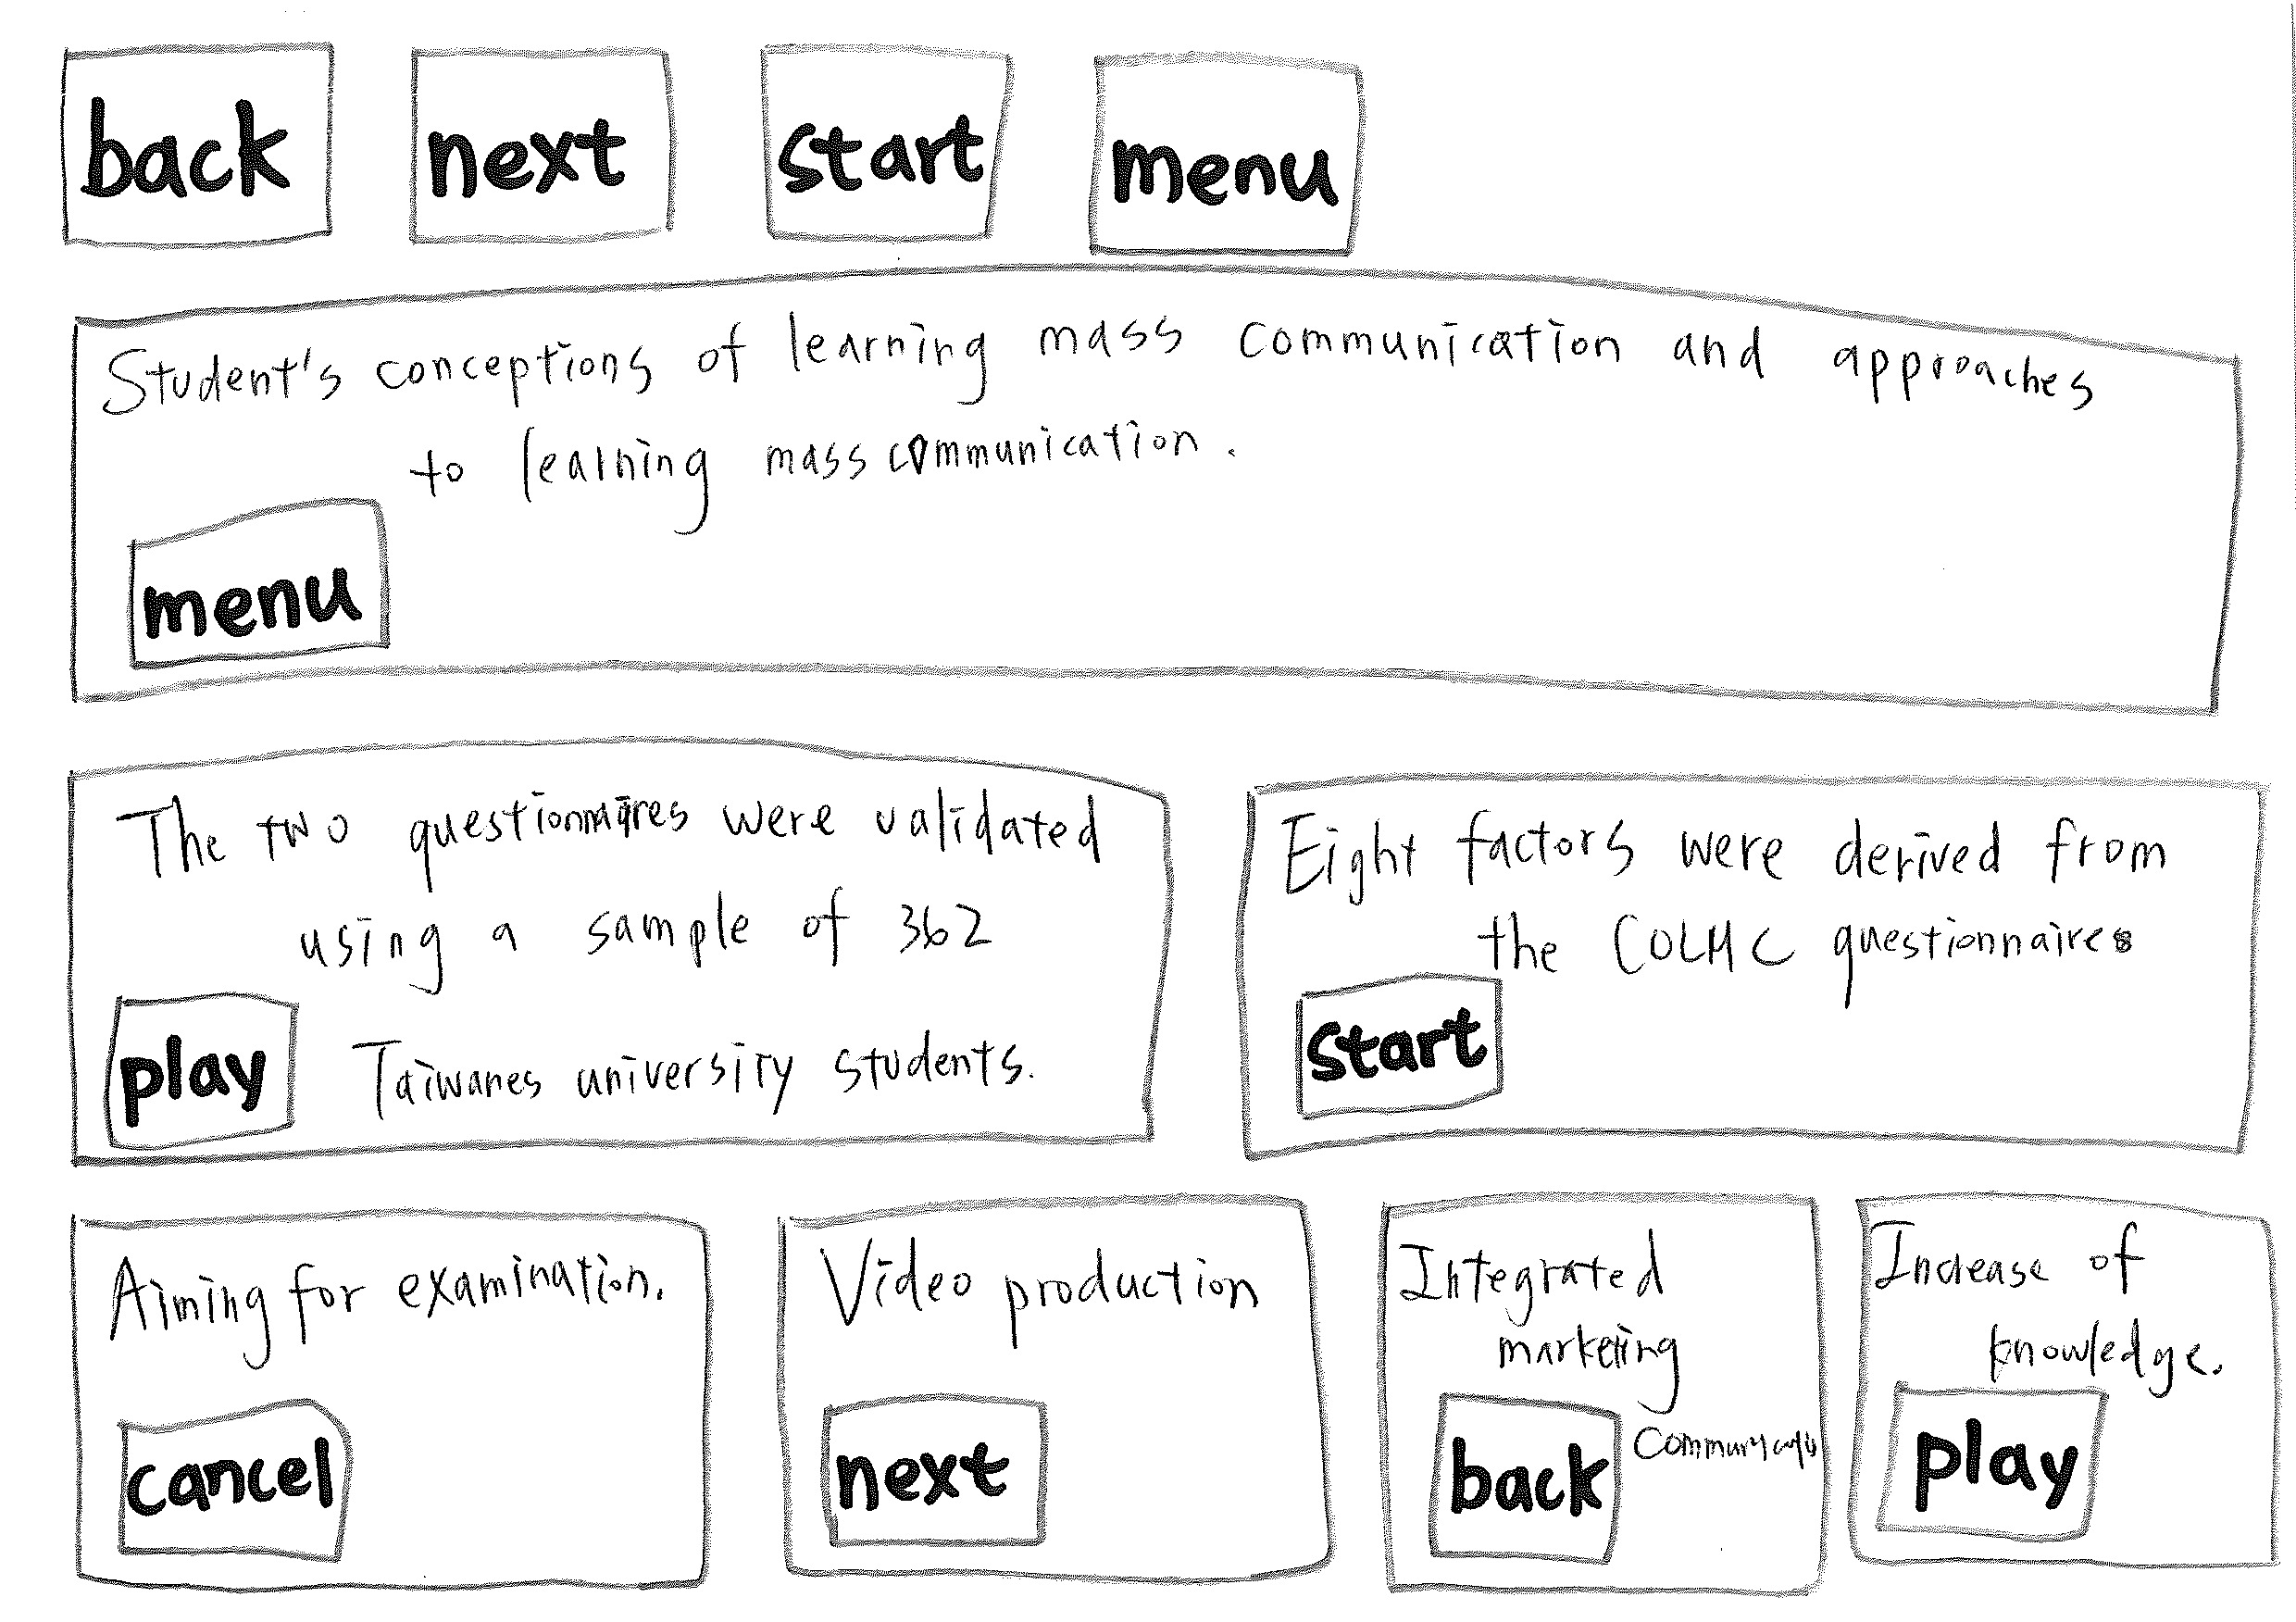 back next start menu
Student's conceptions of learning mass communication and approaches
to learning mass communication.
menu
The two questionnaires were validated
using a sample of 362
play Taiwanes university students.
Eight factors were derived from
the COLMC questionnaires
start
Aiming for examination.
cancel
Video production
next
Integrated
marketing
back
Increase of
knowledge.
play